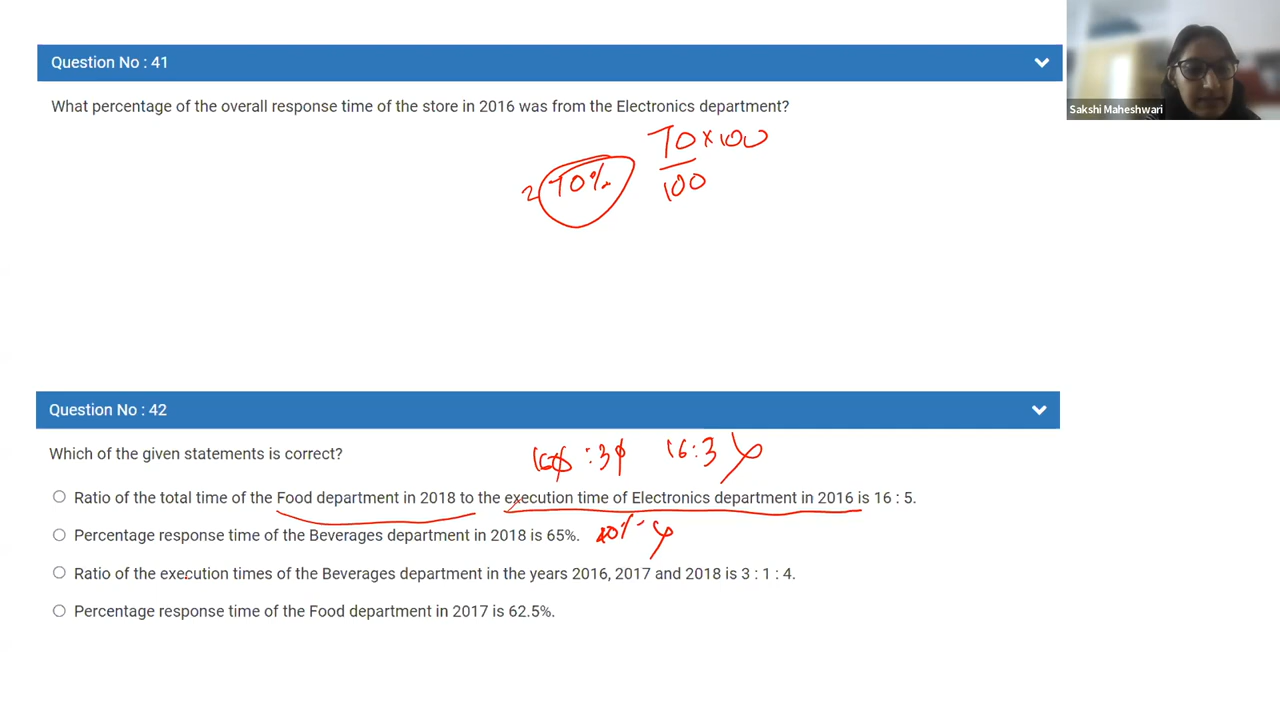 Question No : 41
Sakshi Maheshwari
What percentage of the overall response time of the store in 2016 was from the Electronics department?
70 × 100
100
70%
Question No : 42
Which of the given statements is correct?
160 : 30 16:3
Ratio of the total time of the Food department in 2018 to the execution time of Electronics department in 2016 is 16 : 5.
Percentage response time of the Beverages department in 2018 is 65%.
Ratio of the execution times of the Beverages department in the years 2016, 2017 and 2018 is 3 : 1 : 4.
Percentage response time of the Food department in 2017 is 62.5%.